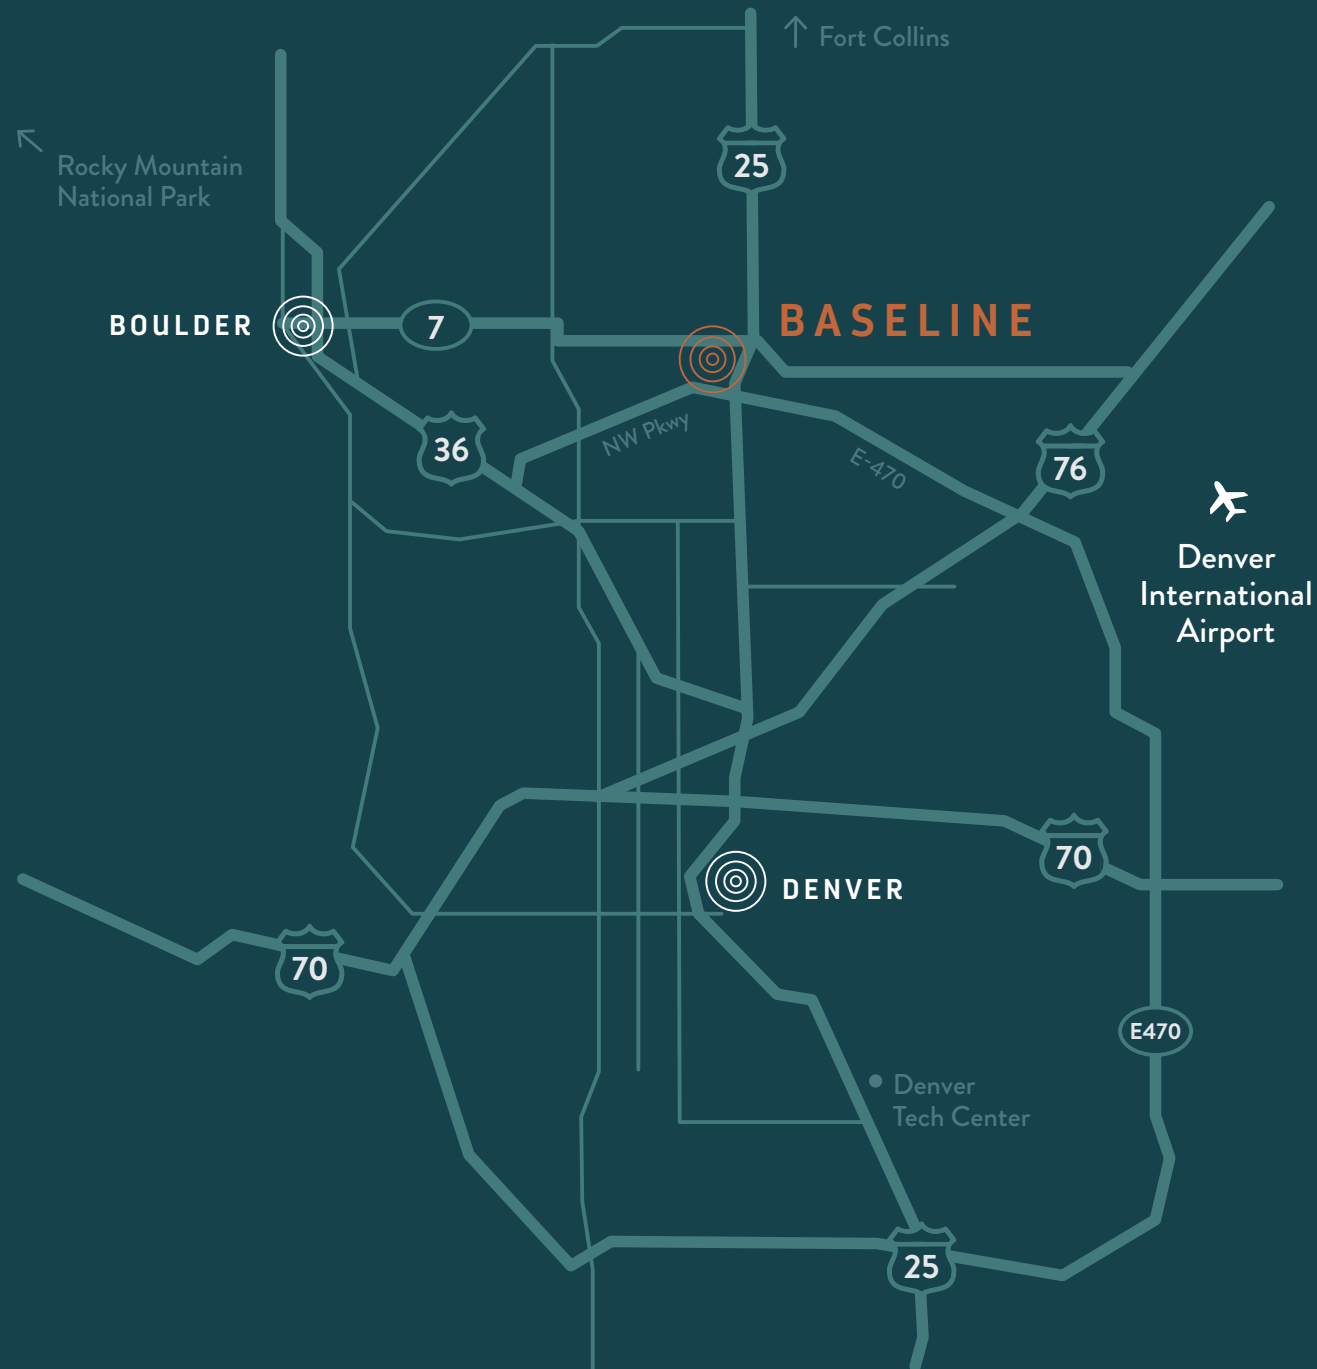 Fort Collins
25
Rocky Mountain
National Park
BASELINE
BOULDER
7
NW Pkwy
36
E-470
76
Denver
International
Airport
70
DENVER
70
E470
Denver
Tech Center
25